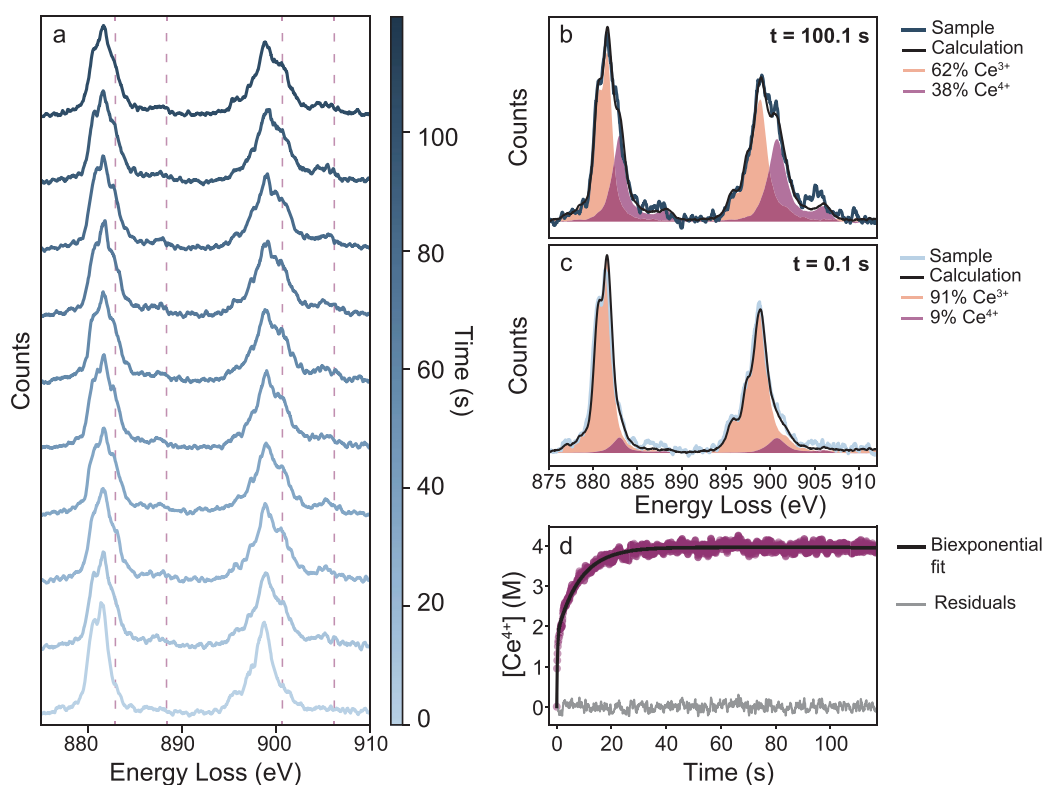 a
Counts
880
890
900
910
Energy Loss (eV)
100
80
60
40
20
0
Time (s)
b
t = 100.1 s
Counts
Sample
Calculation
62% Ce³⁺
38% Ce⁴⁺
c
t = 0.1 s
Counts
Sample
Calculation
91% Ce³⁺
9% Ce⁴⁺
875
880
885
890
895
900
905
910
Energy Loss (eV)
d
[Ce⁴⁺] (M)
4
3
2
1
0
0
20
40
60
80
100
Time (s)
Biexponential
fit
Residuals